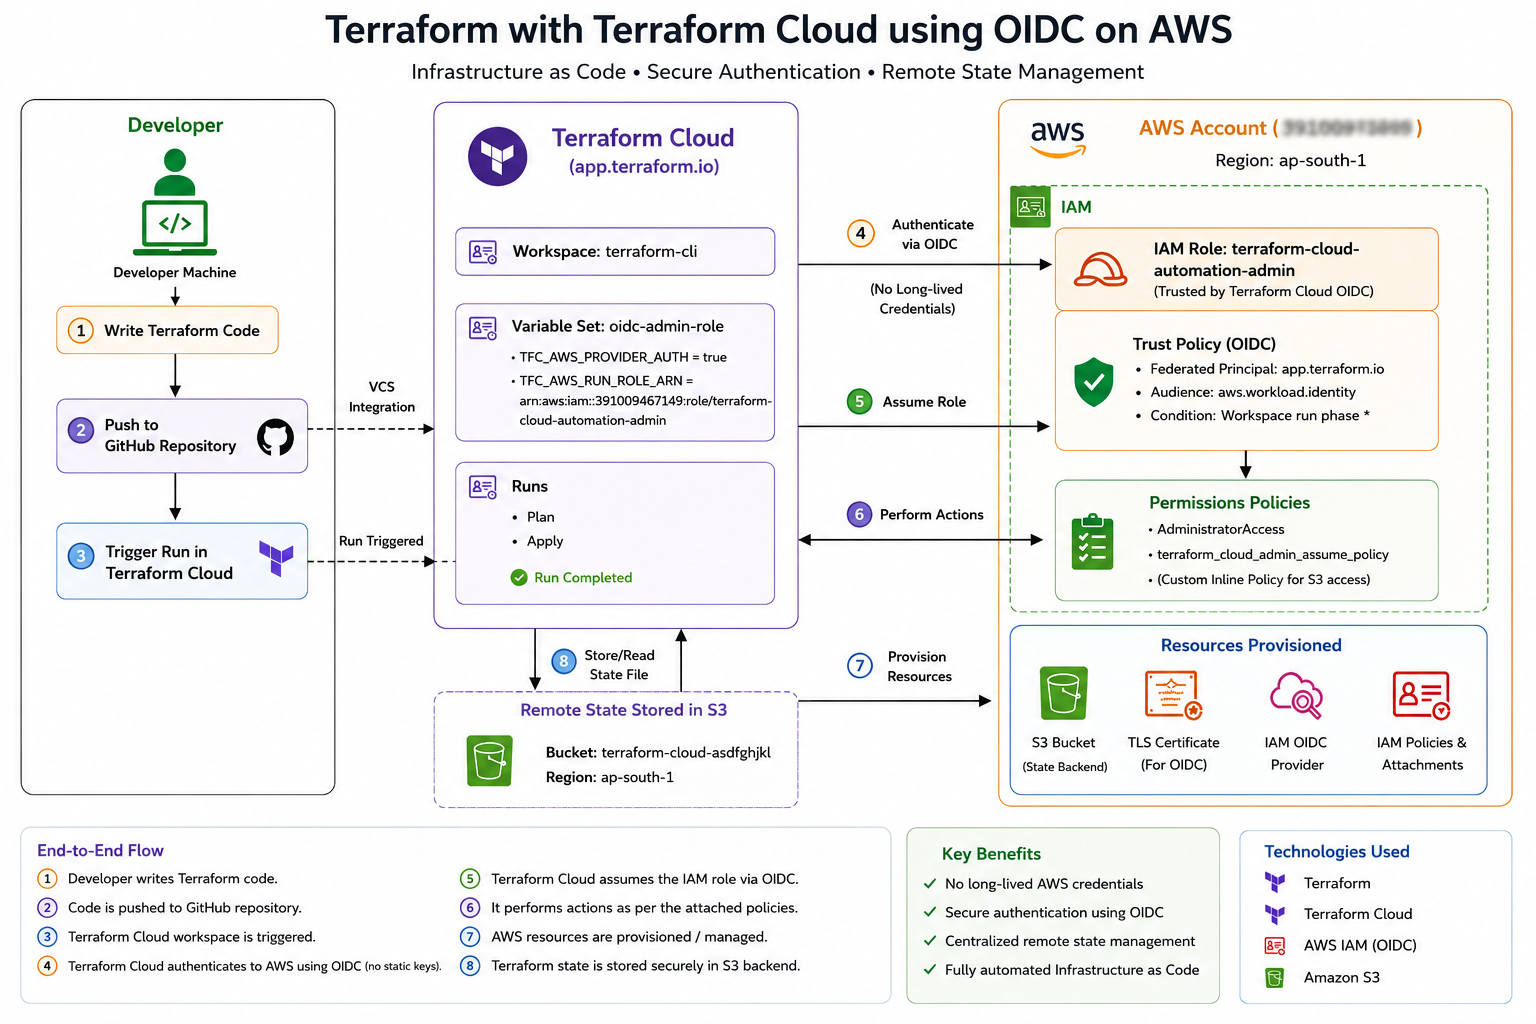 Terraform with Terraform Cloud using OIDC on AWS
Infrastructure as Code • Secure Authentication • Remote State Management
Developer
</>
Developer Machine
1 Write Terraform Code
2 Push to
GitHub Repository
3 Trigger Run in
Terraform Cloud
VCS
Integration
Run Triggered
Terraform Cloud
(app.terraform.io)
Workspace: terraform-cli
Variable Set: oidc-admin-role
• TFC_AWS_PROVIDER_AUTH = true
• TFC_AWS_RUN_ROLE_ARN =
arn:aws:iam::391009467149:role/terraform-
cloud-automation-admin
Runs
• Plan
• Apply
Run Completed
8 Store/Read
State File
Remote State Stored in S3
Bucket: terraform-cloud-asdfghjkl
Region: ap-south-1
4 Authenticate
via OIDC
(No Long-lived
Credentials)
5 Assume Role
6 Perform Actions
7 Provision
Resources
aws
AWS Account ( )
Region: ap-south-1
IAM
IAM Role: terraform-cloud-
automation-admin
(Trusted by Terraform Cloud OIDC)
Trust Policy (OIDC)
• Federated Principal: app.terraform.io
• Audience: aws.workload.identity
• Condition: Workspace run phase *
Permissions Policies
• AdministratorAccess
• terraform_cloud_admin_assume_policy
• (Custom Inline Policy for S3 access)
Resources Provisioned
S3 Bucket
(State Backend)
TLS Certificate
(For OIDC)
IAM OIDC
Provider
IAM Policies &
Attachments
End-to-End Flow
1 Developer writes Terraform code.
2 Code is pushed to GitHub repository.
3 Terraform Cloud workspace is triggered.
4 Terraform Cloud authenticates to AWS using OIDC (no static keys).
5 Terraform Cloud assumes the IAM role via OIDC.
6 It performs actions as per the attached policies.
7 AWS resources are provisioned / managed.
8 Terraform state is stored securely in S3 backend.
Key Benefits
✓ No long-lived AWS credentials
✓ Secure authentication using OIDC
✓ Centralized remote state management
✓ Fully automated Infrastructure as Code
Technologies Used
Terraform
Terraform Cloud
AWS IAM (OIDC)
Amazon S3